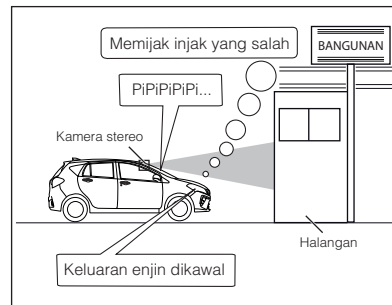 Memijak injak yang salah
BANGUNAN
PiPiPiPiPi...
Kamera stereo
Halangan
Keluaran enjin dikawal